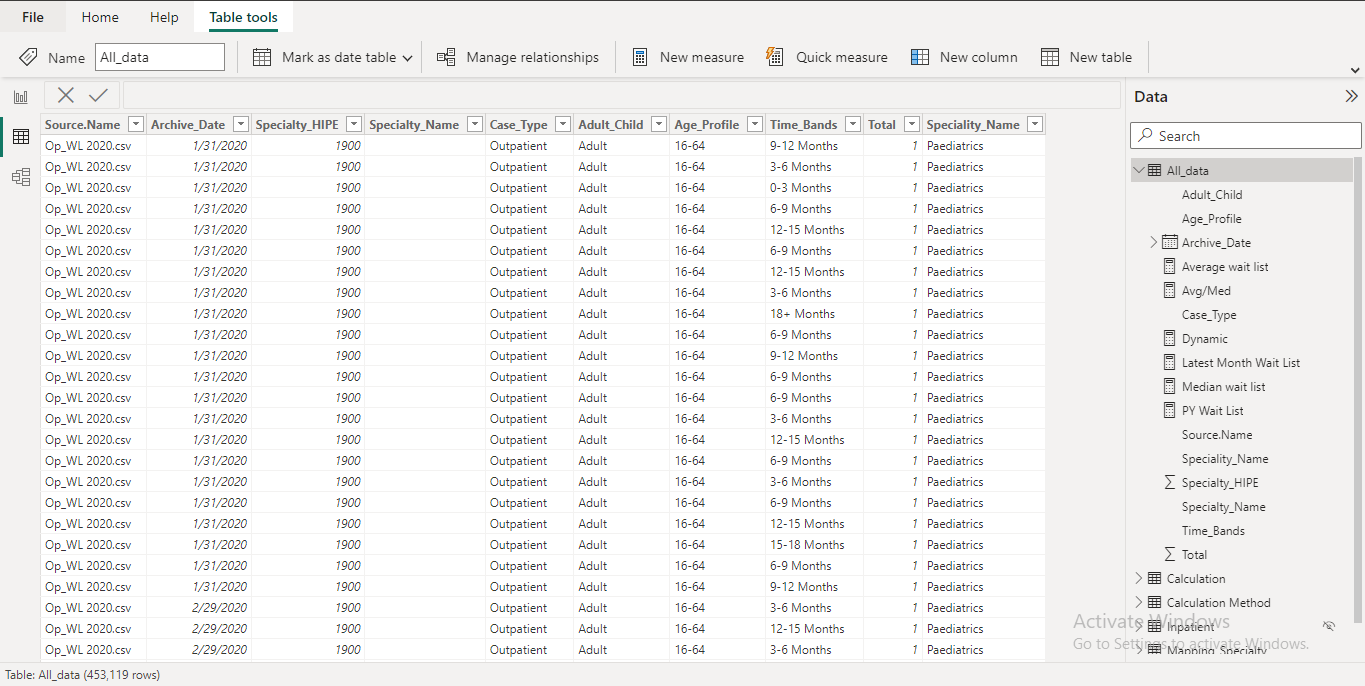 File Home Help Table tools
Name All_data Mark as date table Manage relationships New measure Quick measure New column New table
Data
Source.Name Archive_Date Specialty_HIPE Specialty_Name Case_Type Adult_Child Age_Profile Time_Bands Total Speciality_Name
Op_WL 2020.csv 1/31/2020 1900 Outpatient Adult 16-64 9-12 Months 1 Paediatrics
Op_WL 2020.csv 1/31/2020 1900 Outpatient Adult 16-64 3-6 Months 1 Paediatrics
Op_WL 2020.csv 1/31/2020 1900 Outpatient Adult 16-64 0-3 Months 1 Paediatrics
Op_WL 2020.csv 1/31/2020 1900 Outpatient Adult 16-64 6-9 Months 1 Paediatrics
Op_WL 2020.csv 1/31/2020 1900 Outpatient Adult 16-64 12-15 Months 1 Paediatrics
Op_WL 2020.csv 1/31/2020 1900 Outpatient Adult 16-64 6-9 Months 1 Paediatrics
Op_WL 2020.csv 1/31/2020 1900 Outpatient Adult 16-64 12-15 Months 1 Paediatrics
Op_WL 2020.csv 1/31/2020 1900 Outpatient Adult 16-64 3-6 Months 1 Paediatrics
Op_WL 2020.csv 1/31/2020 1900 Outpatient Adult 16-64 18+ Months 1 Paediatrics
Op_WL 2020.csv 1/31/2020 1900 Outpatient Adult 16-64 6-9 Months 1 Paediatrics
Op_WL 2020.csv 1/31/2020 1900 Outpatient Adult 16-64 9-12 Months 1 Paediatrics
Op_WL 2020.csv 1/31/2020 1900 Outpatient Adult 16-64 6-9 Months 1 Paediatrics
Op_WL 2020.csv 1/31/2020 1900 Outpatient Adult 16-64 6-9 Months 1 Paediatrics
Op_WL 2020.csv 1/31/2020 1900 Outpatient Adult 16-64 3-6 Months 1 Paediatrics
Op_WL 2020.csv 1/31/2020 1900 Outpatient Adult 16-64 12-15 Months 1 Paediatrics
Op_WL 2020.csv 1/31/2020 1900 Outpatient Adult 16-64 6-9 Months 1 Paediatrics
Op_WL 2020.csv 1/31/2020 1900 Outpatient Adult 16-64 3-6 Months 1 Paediatrics
Op_WL 2020.csv 1/31/2020 1900 Outpatient Adult 16-64 6-9 Months 1 Paediatrics
Op_WL 2020.csv 1/31/2020 1900 Outpatient Adult 16-64 12-15 Months 1 Paediatrics
Op_WL 2020.csv 1/31/2020 1900 Outpatient Adult 16-64 15-18 Months 1 Paediatrics
Op_WL 2020.csv 1/31/2020 1900 Outpatient Adult 16-64 6-9 Months 1 Paediatrics
Op_WL 2020.csv 1/31/2020 1900 Outpatient Adult 16-64 9-12 Months 1 Paediatrics
Op_WL 2020.csv 2/29/2020 1900 Outpatient Adult 16-64 3-6 Months 1 Paediatrics
Op_WL 2020.csv 2/29/2020 1900 Outpatient Adult 16-64 12-15 Months 1 Paediatrics
Op_WL 2020.csv 2/29/2020 1900 Outpatient Adult 16-64 3-6 Months 1 Paediatrics
Search
All_data
Adult_Child
Age_Profile
Archive_Date
Average wait list
Avg/Med
Case_Type
Dynamic
Latest Month Wait List
Median wait list
PY Wait List
Source.Name
Speciality_Name
Specialty_HIPE
Specialty_Name
Time_Bands
Total
Calculation
Calculation Method
Inpatient
Mapping_Specialty
Activate Windows
Go to Settings to activate Windows.
Table: All_data (453,119 rows)